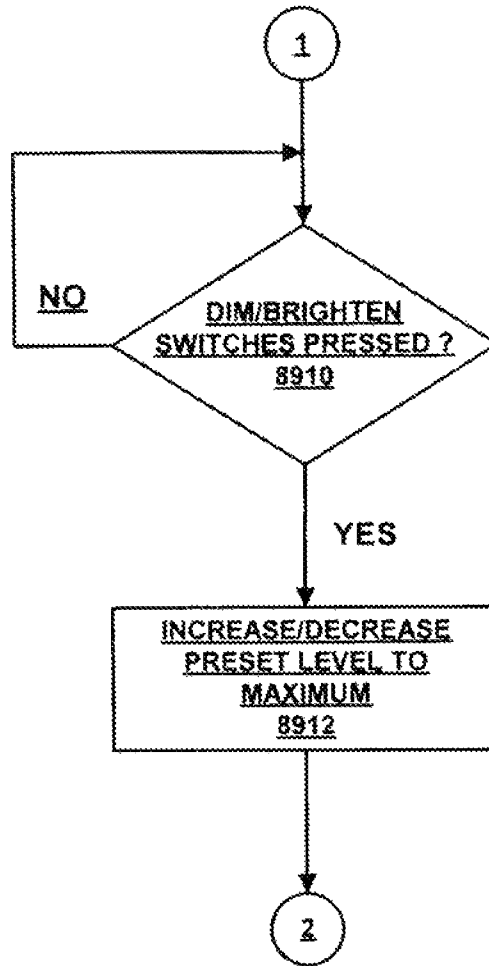 1
NO
DIM/BRIGHTEN
SWITCHES PRESSED ?
8910
YES
INCREASE/DECREASE
PRESET LEVEL TO
MAXIMUM
8912
2